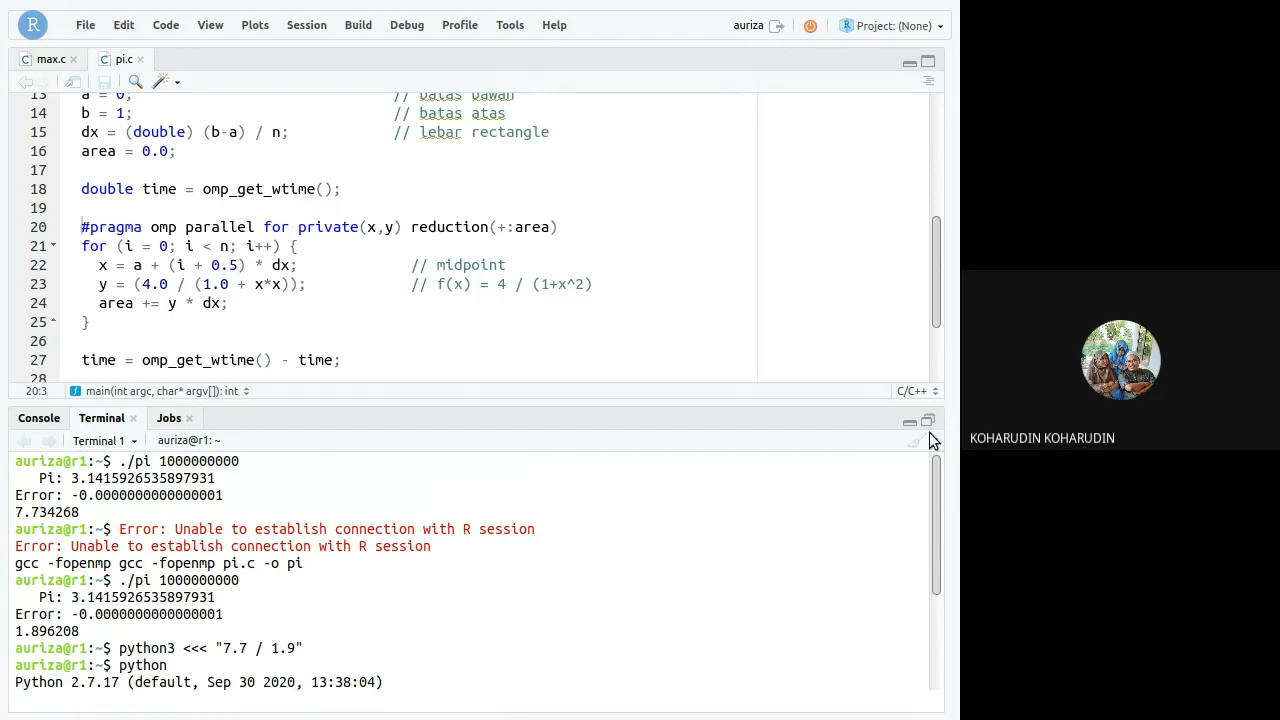 R File Edit Code View Plots Session Build Debug Profile Tools Help auriza Project: (None)
max.c pi.c
13 a = 0; // batas bawah
14 b = 1; // batas atas
15 dx = (double) (b-a) / n; // lebar rectangle
16 area = 0.0;
17
18 double time = omp_get_wtime();
19
20 #pragma omp parallel for private(x,y) reduction(+:area)
21 for (i = 0; i < n; i++) {
22 x = a + (i + 0.5) * dx; // midpoint
23 y = (4.0 / (1.0 + x*x)); // f(x) = 4 / (1+x^2)
24 area += y * dx;
25 }
26
27 time = omp_get_wtime() - time;
28
20:3 main(int argc, char* argv[]): int C/C++
Console Terminal Jobs
Terminal 1 auriza@r1: ~
auriza@r1:~$ ./pi 1000000000
Pi: 3.1415926535897931
Error: -0.0000000000000001
7.734268
auriza@r1:~$ Error: Unable to establish connection with R session
Error: Unable to establish connection with R session
gcc -fopenmp gcc -fopenmp pi.c -o pi
auriza@r1:~$ ./pi 1000000000
Pi: 3.1415926535897931
Error: -0.0000000000000001
1.896208
auriza@r1:~$ python3 <<< "7.7 / 1.9"
auriza@r1:~$ python
Python 2.7.17 (default, Sep 30 2020, 13:38:04)
KOHARUDIN KOHARUDIN